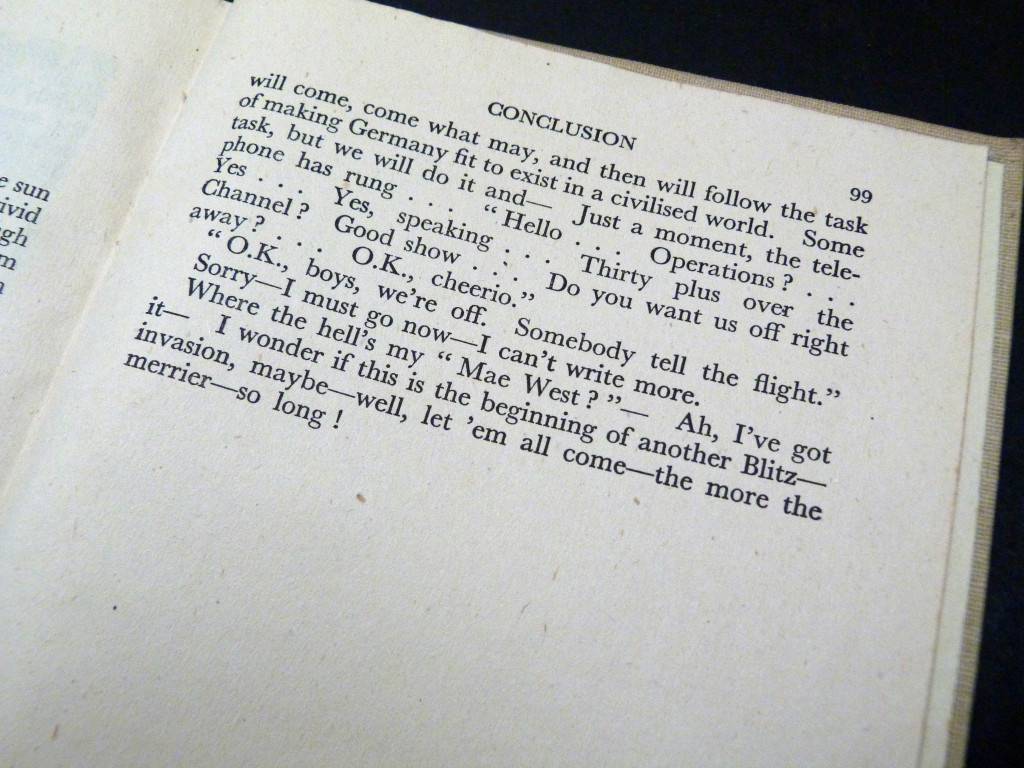 e sun
ivid
gh
m
CONCLUSION 99
will come, come what may, and then will follow the task
of making Germany fit to exist in a civilised world. Some
task, but we will do it and— Just a moment, the tele-
phone has rung . . . . “Hello . . . Operations ? . . .
Yes . . . Yes, speaking . . . Thirty plus over the
Channel ? Good show . . . Do you want us off right
away ? . . . O.K., cheerio.”
“O.K., boys, we’re off. Somebody tell the flight.”
Sorry—I must go now—I can’t write more.
Where the hell’s my “ Mae West ? ”— Ah, I’ve got
it— I wonder if this is the beginning of another Blitz—
invasion, maybe—well, let ’em all come—the more the
merrier—so long !